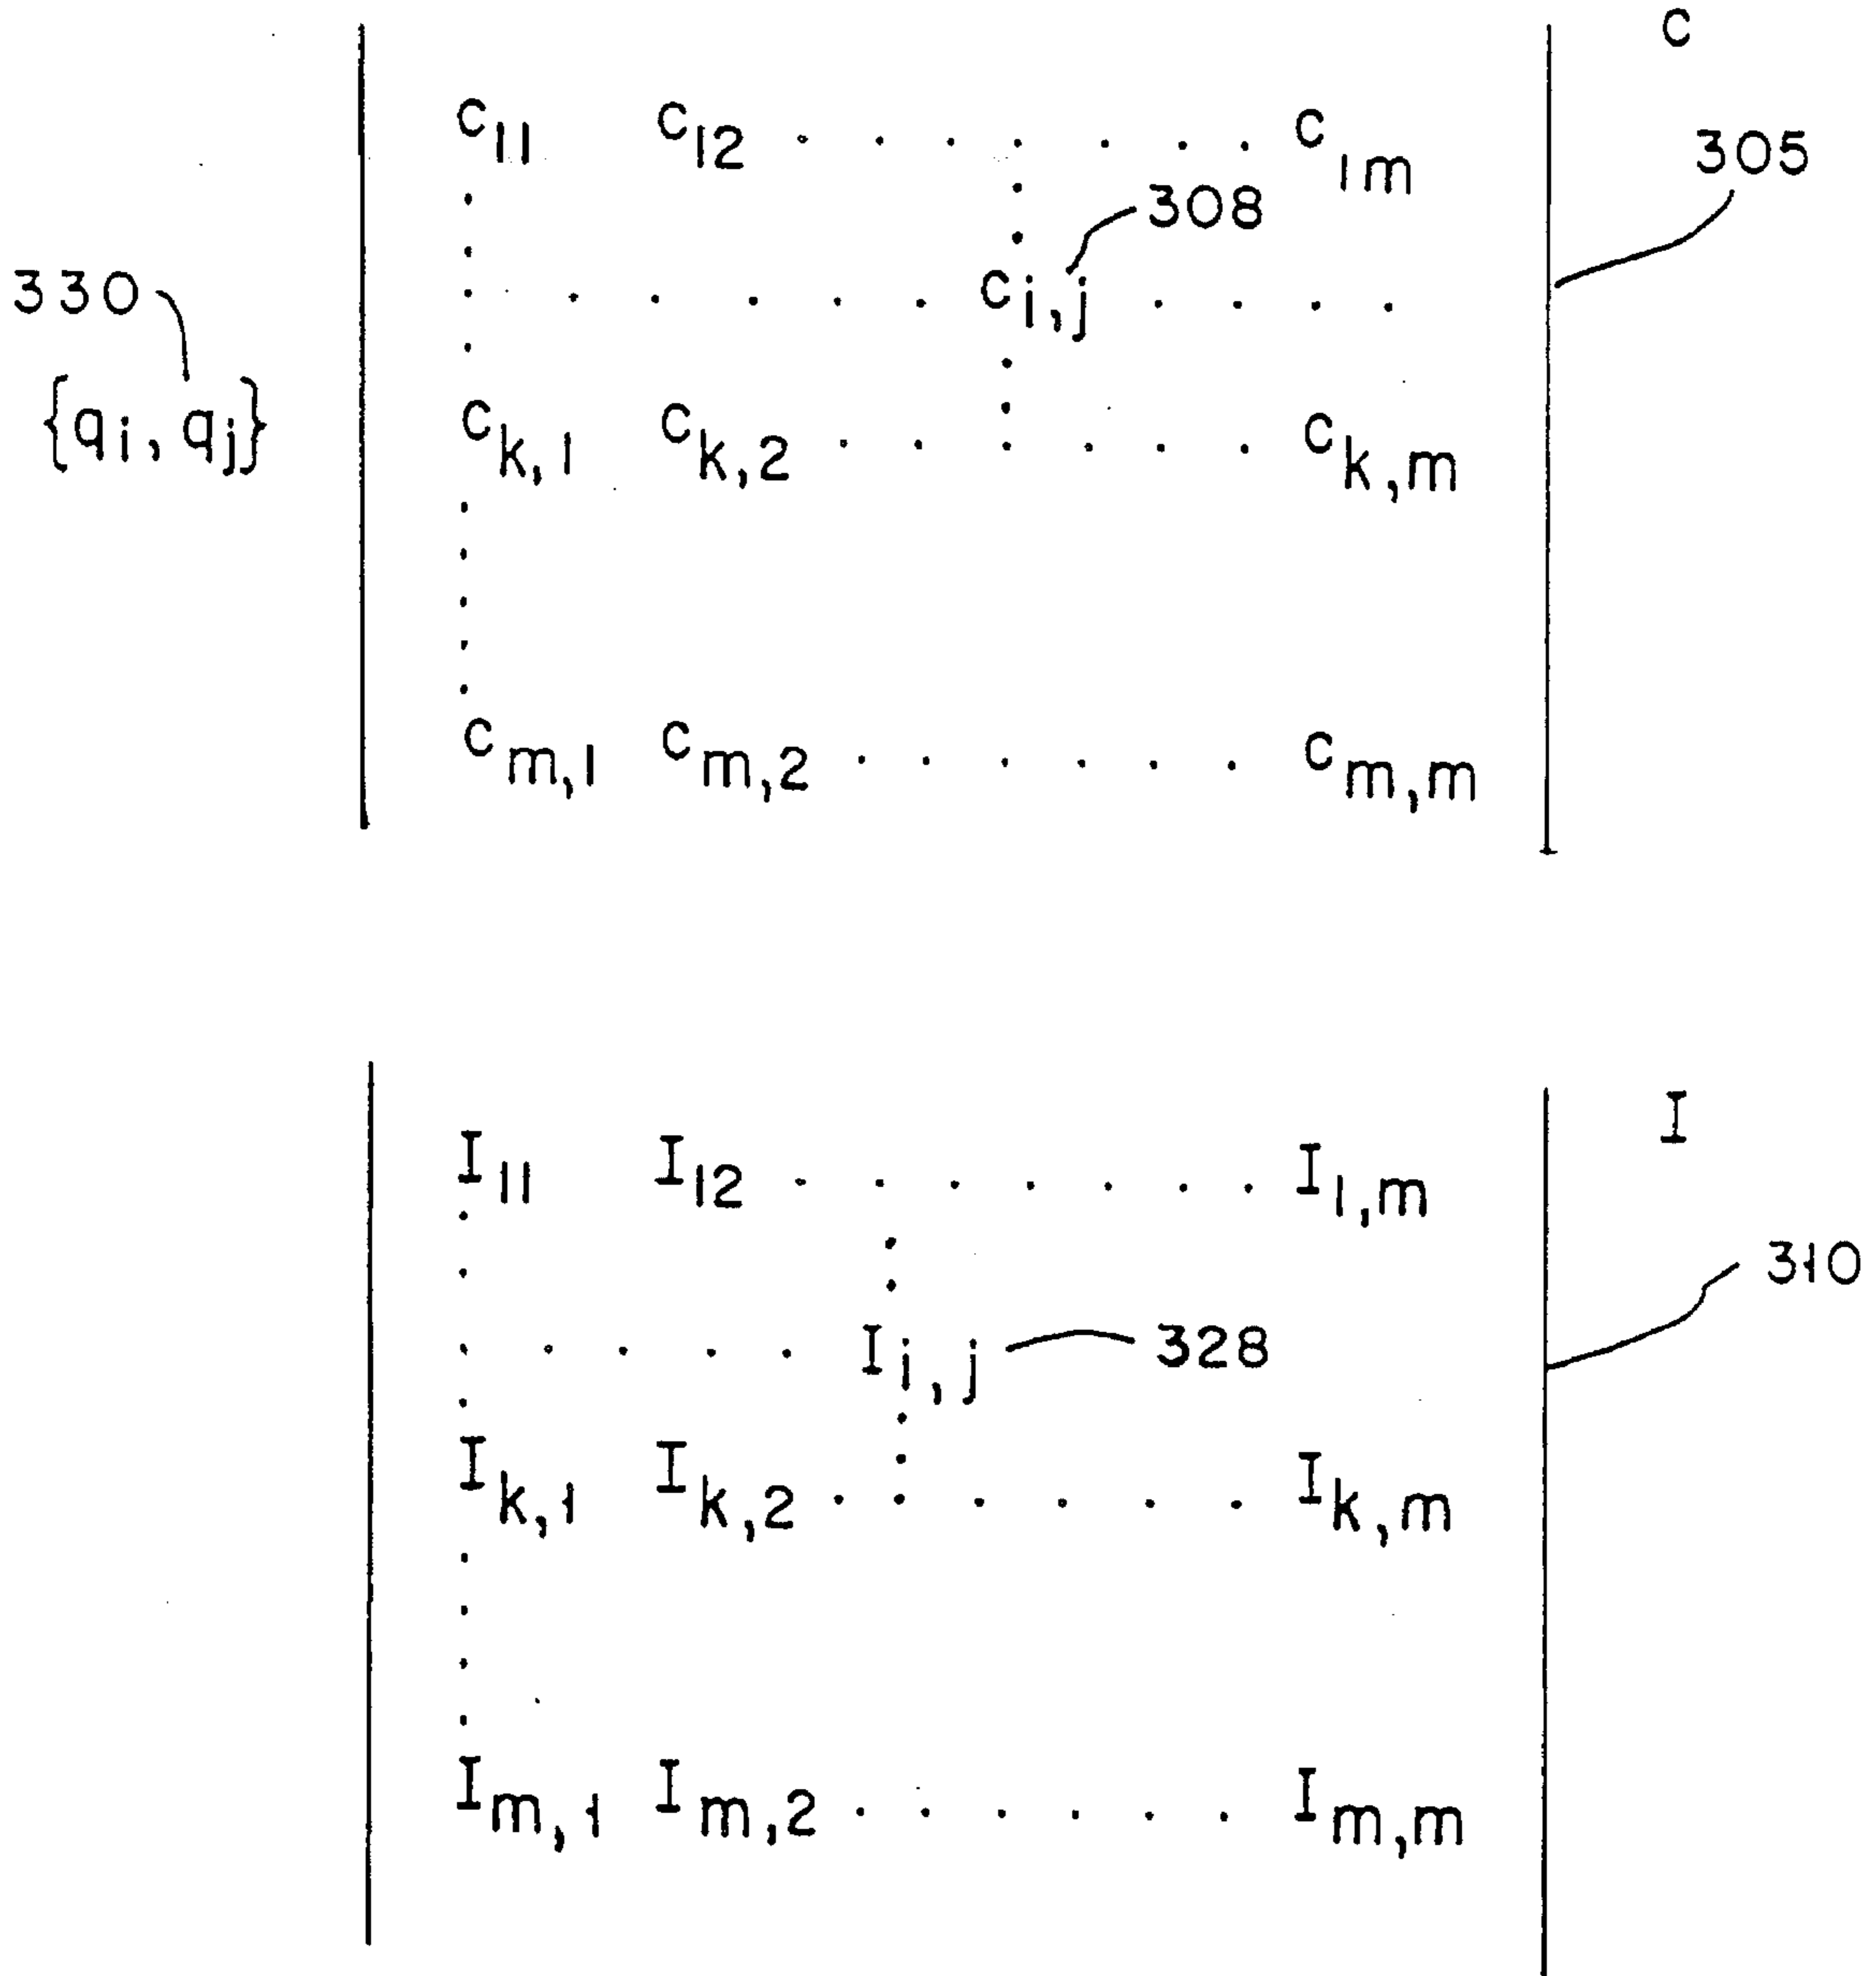 C
c11 c12 . . . . . . . c1m
305
308
330
ci,j
{qi, qj}
ck,1 ck,2 . . . . . . ck,m
cm,1 cm,2 . . . . . . cm,m
I
I11 I12 . . . . . . . I1,m
310
Ii,j 328
Ik,1 Ik,2 . . . . . . Ik,m
Im,1 Im,2 . . . . . . Im,m